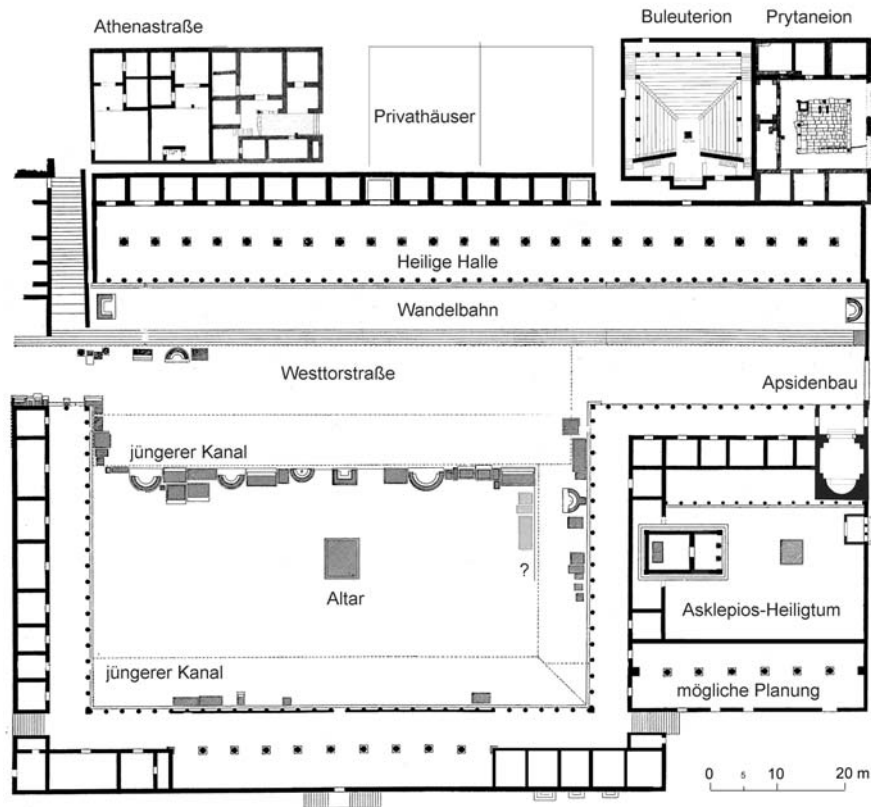 Athenastraße
Buleuterion
Prytaneion
Privathäuser
Heilige Halle
Wandelbahn
Westtorstraße
Apsidenbau
jüngerer Kanal
?
Altar
Asklepios-Heiligtum
jüngerer Kanal
mögliche Planung
0 5 10 20 m